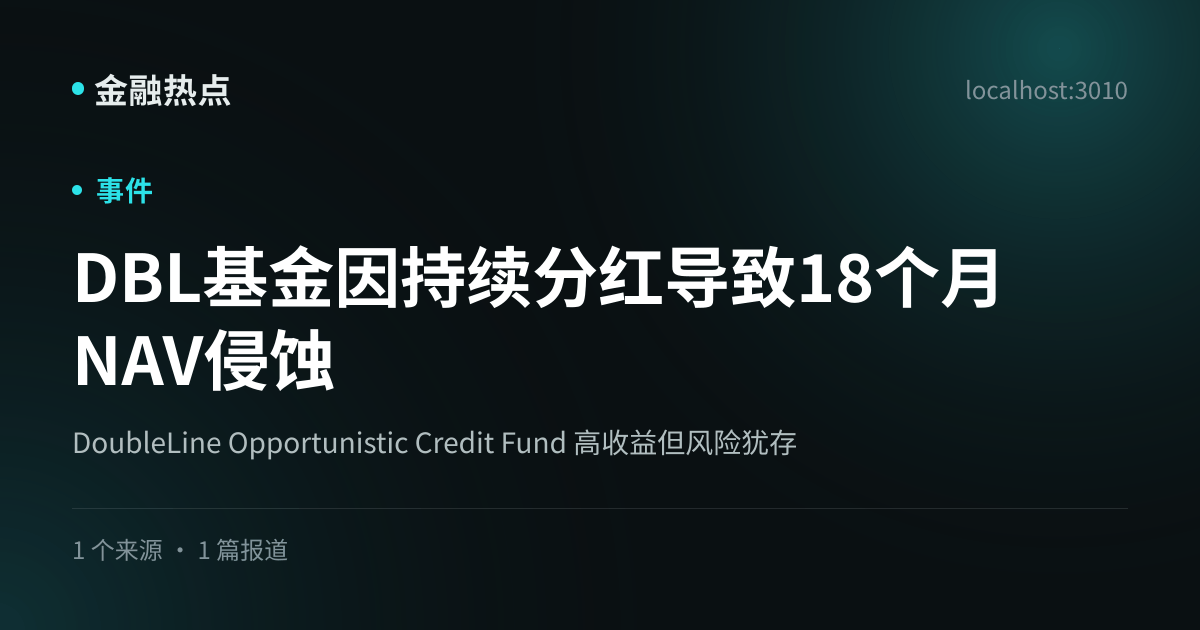 金融热点
localhost:3010
事件
DBL基金因持续分红导致18个月
NAV侵蚀
DoubleLine Opportunistic Credit Fund 高收益但风险犹存
1 个来源 · 1 篇报道